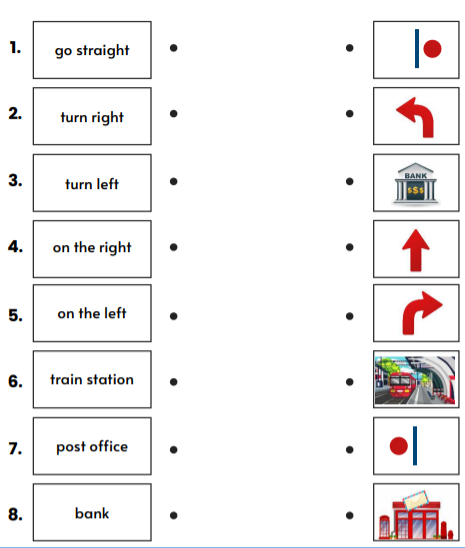 1. go straight
2. turn right
3. turn left
BANK
$$$
4. on the right
5. on the left
6. train station
7. post office
8. bank